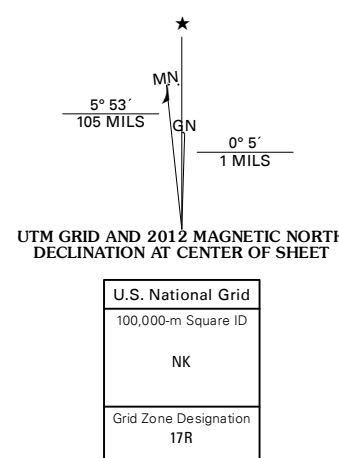 ★
M.N.
5° 53´
105 MILS
GN
0° 5´
1 MILS
UTM GRID AND 2012 MAGNETIC NORTH
DECLINATION AT CENTER OF SHEET
U.S. National Grid
100,000-m Square ID
NK
Grid Zone Designation
17R